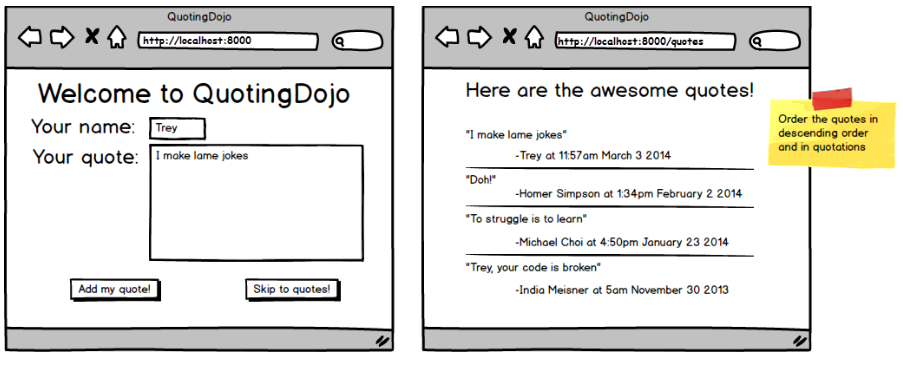 QuotingDojo
http://localhost:8000
Welcome to QuotingDojo
Your name: Trey
Your quote: I make lame jokes
Add my quote! Skip to quotes!
QuotingDojo
http://localhost:8000/quotes
Here are the awesome quotes!
"I make lame jokes"
-Trey at 11:57am March 3 2014
"Doh!"
-Homer Simpson at 1:34pm February 2 2014
"To struggle is to learn"
-Michael Choi at 4:50pm January 23 2014
"Trey, your code is broken"
-India Meisner at 5am November 30 2013
Order the quotes in
descending order
and in quotations